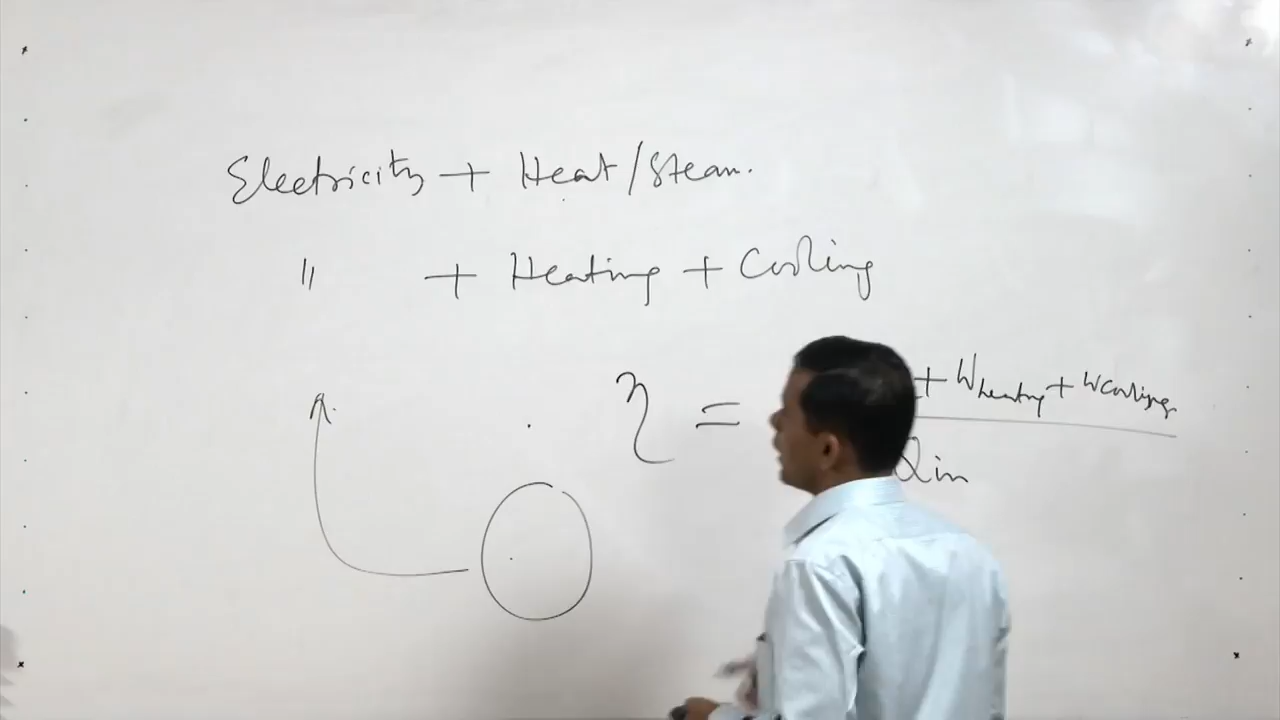 Electricity + Heat/Steam.
" + Heating + Cooling
η = + Wheating + Wcooling
Qin